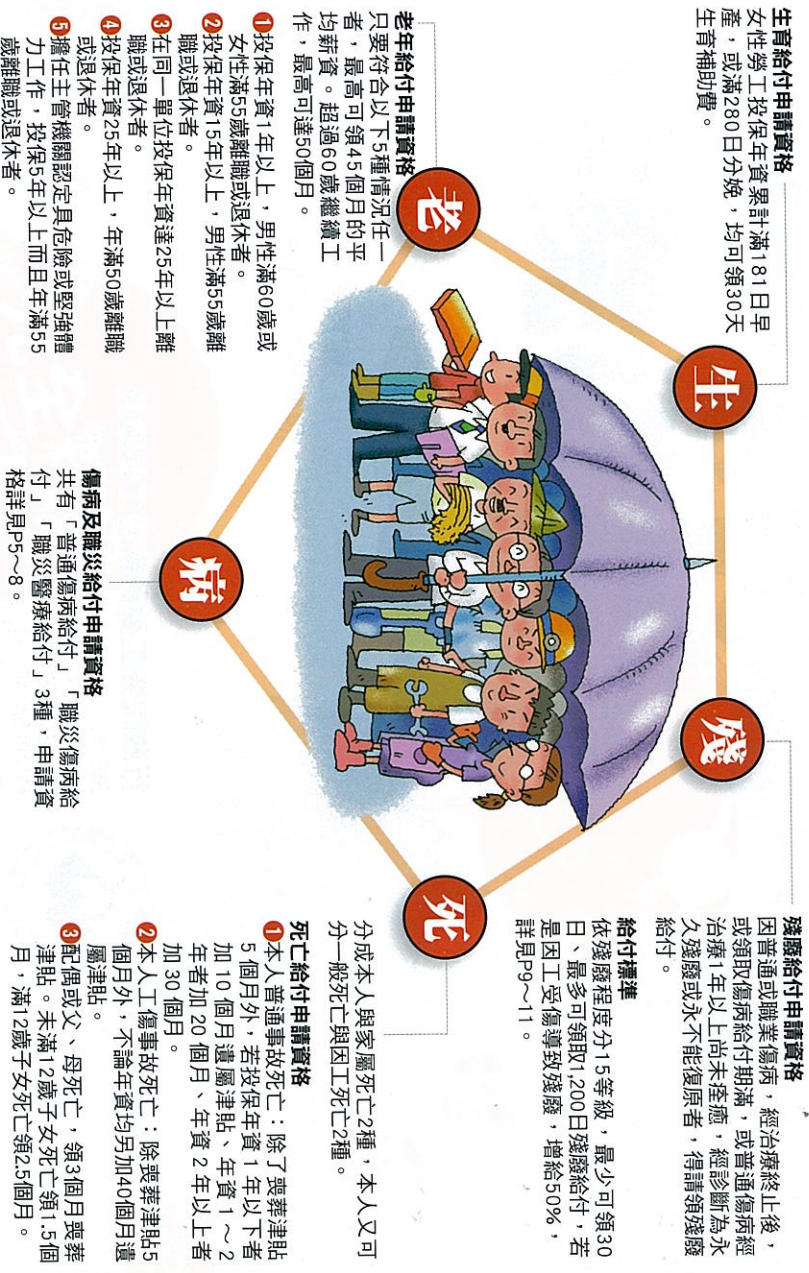 生育給付申請資格
女性勞工投保年資累計滿181日早
產，或滿280日分娩，均可領30天
生育補助費。
老年給付申請資格
只要符合以下5種情況任一
者，最高可領45個月的平
均薪資。超過60歲繼續工
作，最高可達50個月。
❶投保年資1年以上，男性滿60歲或
女性滿55歲離職或退休者。
❷投保年資15年以上，男性滿55歲離
職或退休者。
❸在同一單位投保年資達25年以上離
職或退休者。
❹投保年資25年以上，年滿50歲離職
或退休者。
❺擔任主管機關認定具危險或堅強體
力工作，投保5年以上而且年滿55
歲離職或退休者。
老
生
病
殘
死
傷病及職災給付申請資格
共有「普通傷病給付」「職災傷病給
付」「職災醫療給付」3種，申請資
格詳見P5～8。
殘廢給付申請資格
因普通或職業傷病，經治療終止後，
或領取傷病給付期滿，或普通傷病經
治療1年以上尚未痊癒，經診斷為永
久殘廢或永不能復原者，得請領殘廢
給付。
給付標準
依殘廢程度分15等級，最少可領30
日、最多可領取1,200日殘廢給付，若
是因工受傷導致殘廢，增給50%，
詳見P9～11。
分成本人與家屬死亡2種，本人又可
分一般死亡與因工死亡2種。
死亡給付申請資格
❶本人普通事故死亡：除了喪葬津貼
5個月外，若投保年資1年以下者
加10個月遺屬津貼、年資1～2
年者加20個月、年資2年以上者
加30個月。
❷本人工傷事故死亡：除喪葬津貼5
個月外，不論年資均另加40個月遺
屬津貼。
❸配偶或父、母死亡，領3個月喪葬
津貼。未滿12歲子女死亡領1.5個
月，滿12歲子女死亡領2.5個月。